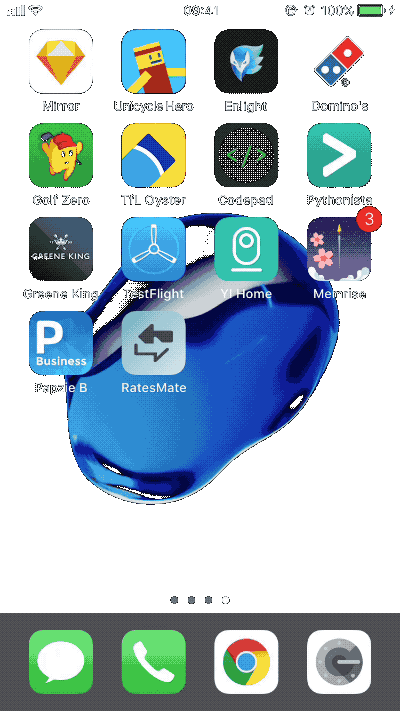 09:41 100%
Mirror Unicycle Hero Enlight Domino's
</>
Golf Zero TfL Oyster Codepad Pythonista
3
GREENE KING
Greene King TestFlight YI Home Memrise
P
Business
B RatesMate